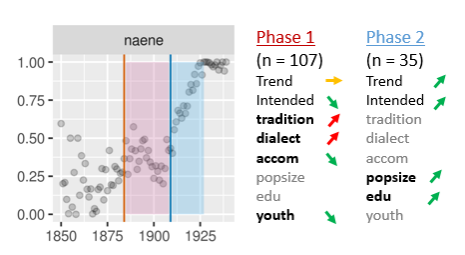 naene
1.00
0.75
0.50
0.25
0.00
1850 1875 1900 1925
Phase 1
(n = 107)
Trend
Intended
tradition
dialect
accom
popsize
edu
youth
Phase 2
(n = 35)
Trend
Intended
tradition
dialect
accom
popsize
edu
youth